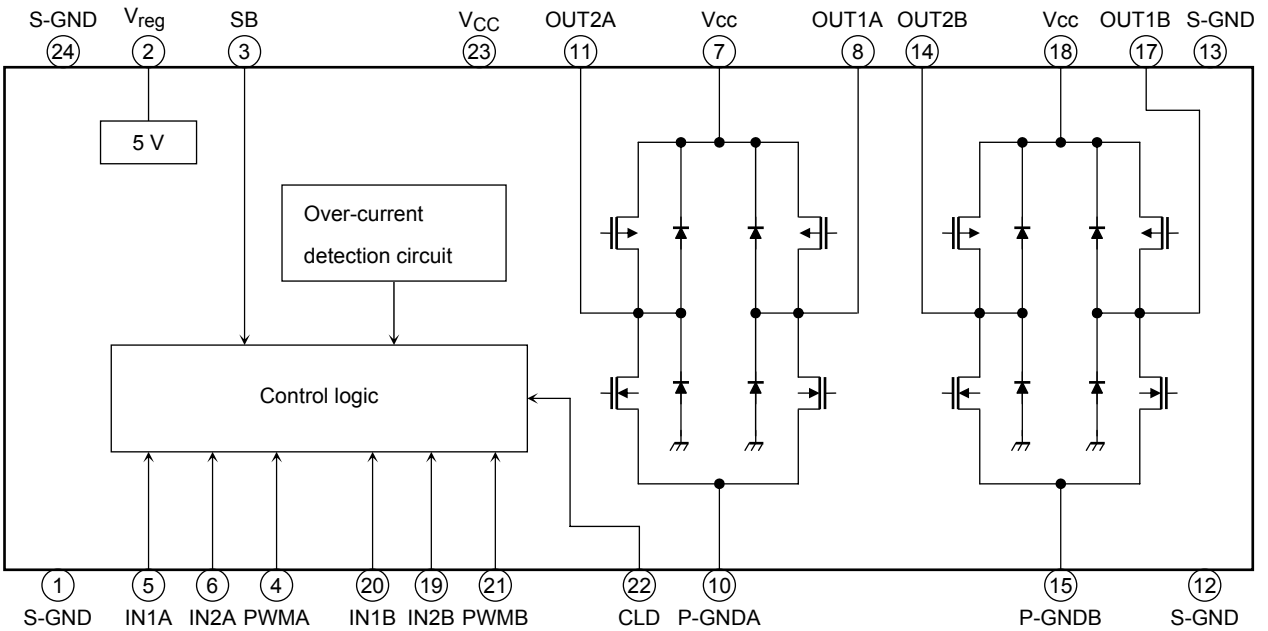 S-GND Vreg SB VCC OUT2A Vcc OUT1A OUT2B Vcc OUT1B S-GND
24 2 3 23 11 7 8 14 18 17 13
5 V
Over-current
detection circuit
Control logic
1 5 6 4 20 19 21 22 10 15 12
S-GND IN1A IN2A PWMA IN1B IN2B PWMB CLD P-GNDA P-GNDB S-GND